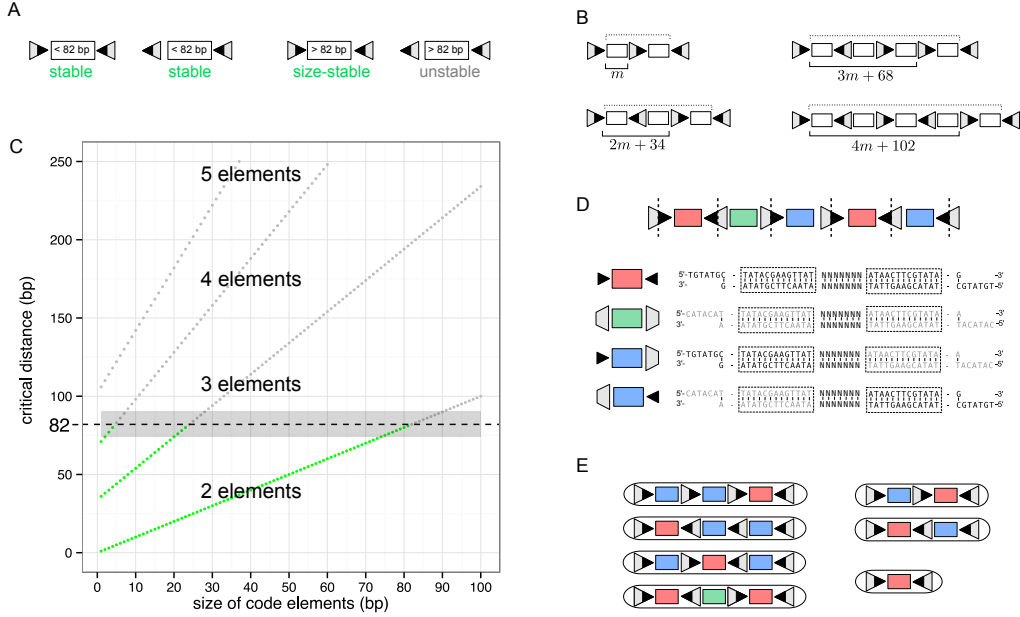 A
< 82 bp
< 82 bp
> 82 bp
> 82 bp
stable
stable
size-stable
unstable
B
m
3m + 68
2m + 34
4m + 102
C
critical distance (bp)
250
200
150
100
82
50
0
5 elements
4 elements
3 elements
2 elements
0 10 20 30 40 50 60 70 80 90 100
size of code elements (bp)
D
5'-TGTATGC - TATACGAAGTTAT NNNNNNN ATAACTTCGTATA - G -3'
3'- G - ATATGCTTCAATA NNNNNNN TATTGAAGCATAT - CGTATGT-5'
5'-CATACAT - TATACGAAGTTAT NNNNNNN ATAACTTCGTATA - A -3'
3'- A - ATATGCTTCAATA NNNNNNN TATTGAAGCATAT - TACATAC-5'
5'-TGTATGC - TATACGAAGTTAT NNNNNNN ATAACTTCGTATA - A -3'
3'- G - ATATGCTTCAATA NNNNNNN TATTGAAGCATAT - TACATAC-5'
5'-CATACAT - TATACGAAGTTAT NNNNNNN ATAACTTCGTATA - G -3'
3'- A - ATATGCTTCAATA NNNNNNN TATTGAAGCATAT - CGTATGT-5'
E